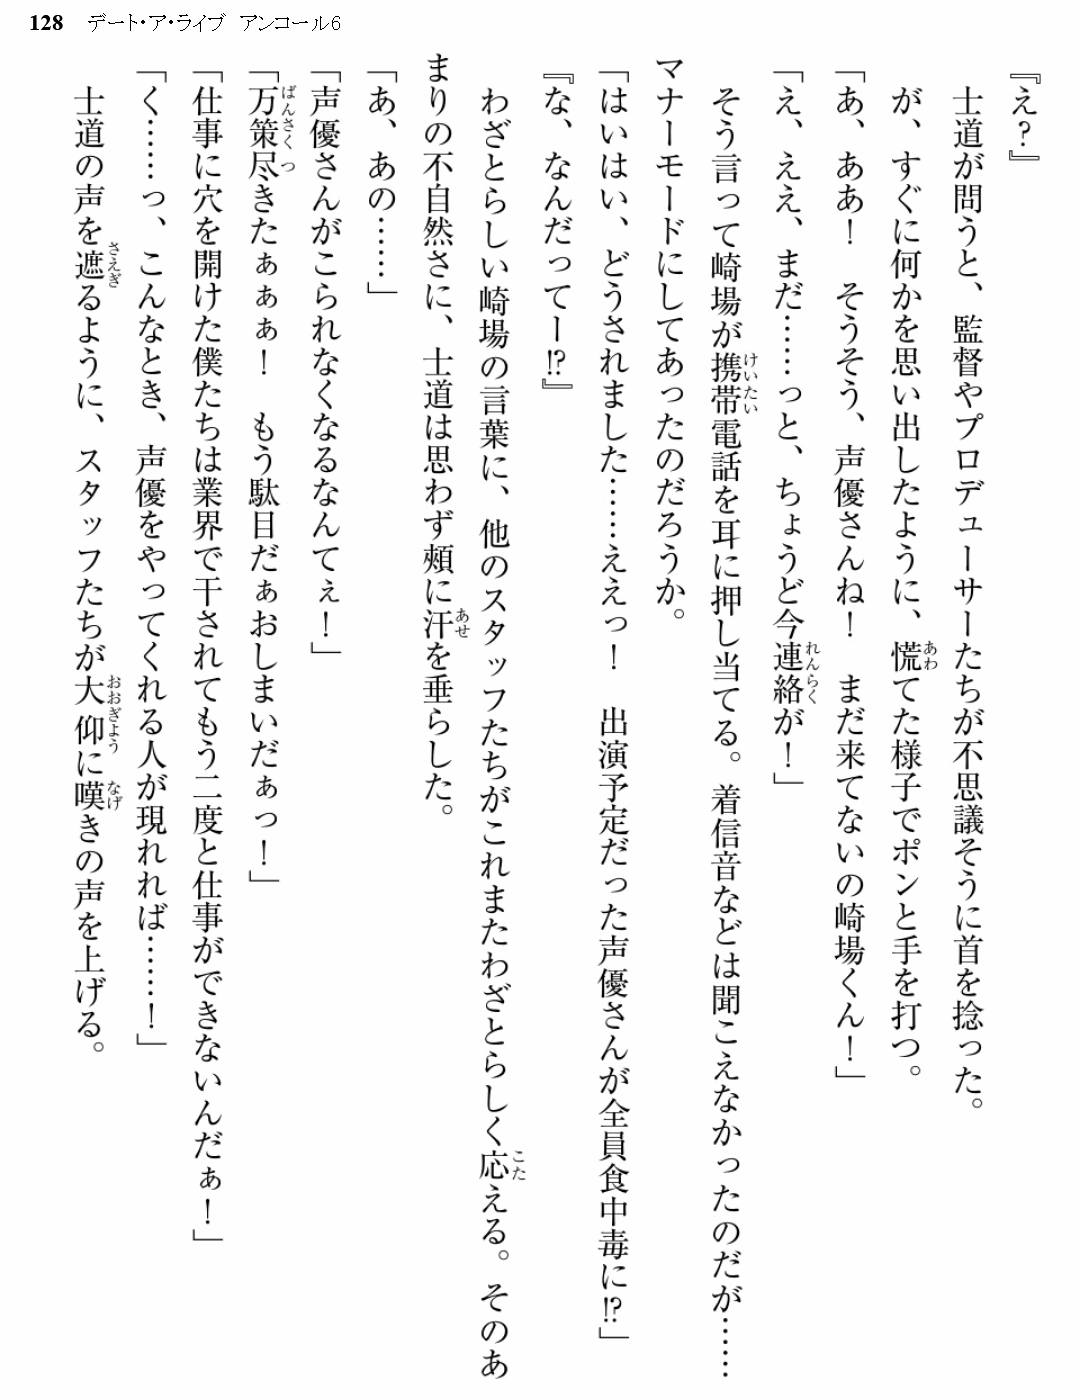 128 デート・ア・ライブ アンコール6
『え？』
　士道が問うと、監督やプロデューサーたちが不思議そうに首を捻った。
　が、すぐに何かを思い出したように、慌てた様子でポンと手を打つ。
「あ、ああ！　そうそう、声優さんね！　まだ来てないの崎場くん！」
「え、ええ、まだ……っと、ちょうど今連絡が！」
　そう言って崎場が携帯電話を耳に押し当てる。着信音などは聞こえなかったのだが……
マナーモードにしてあったのだろうか。
「はいはい、どうされました……ええっ！　出演予定だった声優さんが全員食中毒に⁉」
『な、なんだってー⁉』
　わざとらしい崎場の言葉に、他のスタッフたちがこれまたわざとらしく応える。そのあ
まりの不自然さに、士道は思わず頰に汗を垂らした。
「あ、あの……」
「声優さんがこられなくなるなんてぇ！」
「万策尽きたぁぁぁ！　もう駄目だぁおしまいだぁっ！」
「仕事に穴を開けた僕たちは業界で干されてもう二度と仕事ができないんだぁ！」
「く……っ、こんなとき、声優をやってくれる人が現れれば……！」
　士道の声を遮るように、スタッフたちが大仰に嘆きの声を上げる。